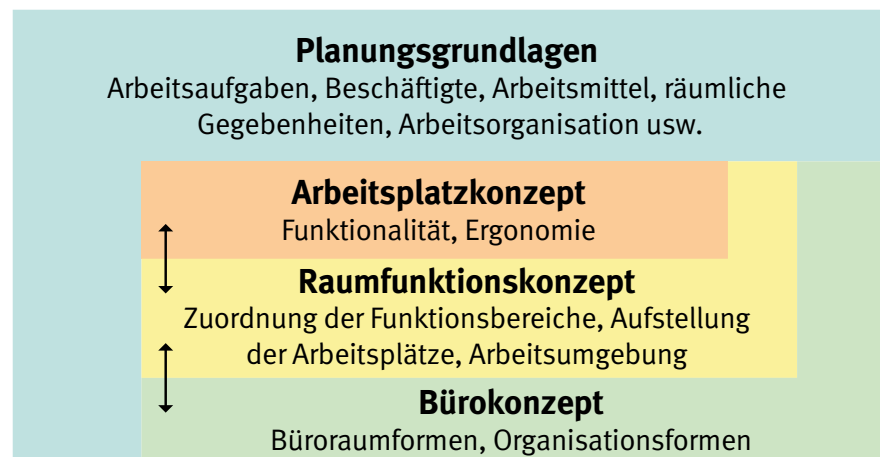 Planungsgrundlagen
Arbeitsaufgaben, Beschäftigte, Arbeitsmittel, räumliche
Gegebenheiten, Arbeitsorganisation usw.
Arbeitsplatzkonzept
Funktionalität, Ergonomie
Raumfunktionskonzept
Zuordnung der Funktionsbereiche, Aufstellung
der Arbeitsplätze, Arbeitsumgebung
Bürokonzept
Büroraumformen, Organisationsformen